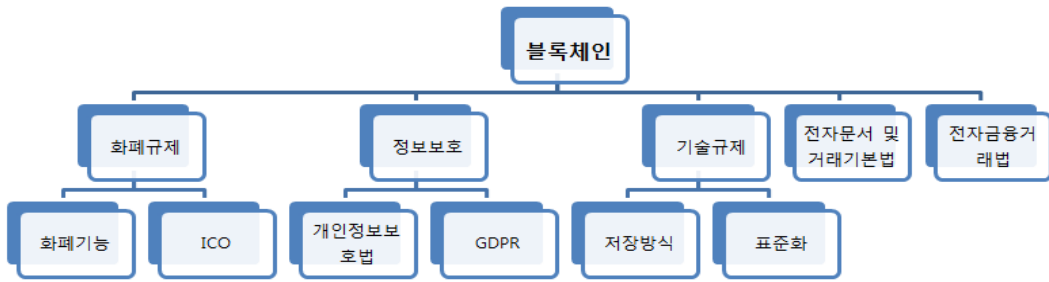 블록체인
화폐규제
정보보호
기술규제
전자문서 및
거래기본법
전자금융거
래법
화폐기능
ICO
개인정보보
호법
GDPR
저장방식
표준화